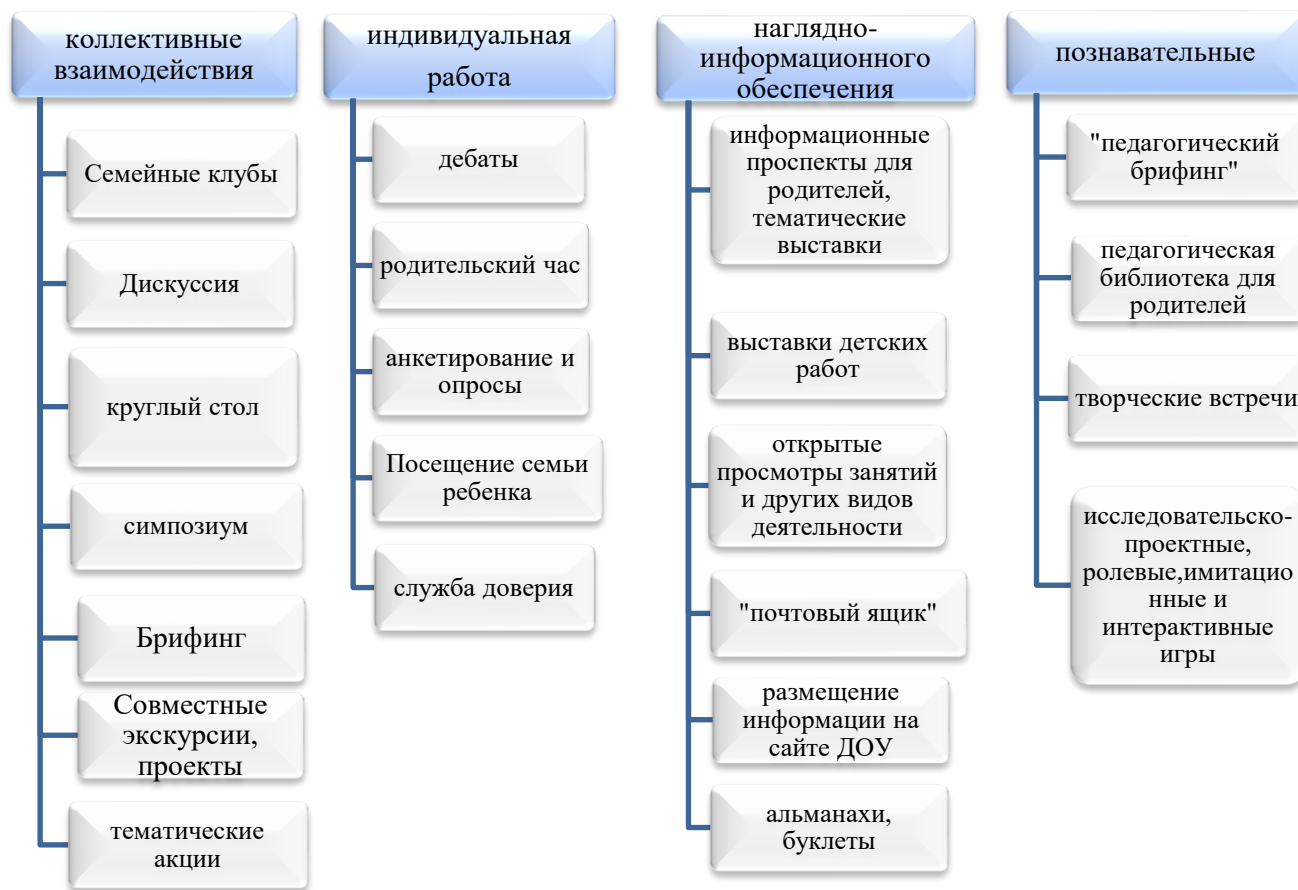 коллективные
взаимодействия
Семейные клубы
Дискуссия
круглый стол
симпозиум
Брифинг
Совместные
экскурсии,
проекты
тематические
акции
индивидуальная
работа
дебаты
родительский час
анкетирование и
опросы
Посещение семьи
ребенка
служба доверия
наглядно-
информационного
обеспечения
информационные
проспекты для
родителей,
тематические
выставки
выставки детских
работ
открытые
просмотры занятий
и других видов
деятельности
"почтовый ящик"
размещение
информации на
сайте ДОУ
альманахи,
буклеты
познавательные
"педагогический
брифинг"
педагогическая
библиотека для
родителей
творческие встречи
исследовательско-
проектные,
ролевые,имитацио
нные и
интерактивные
игры